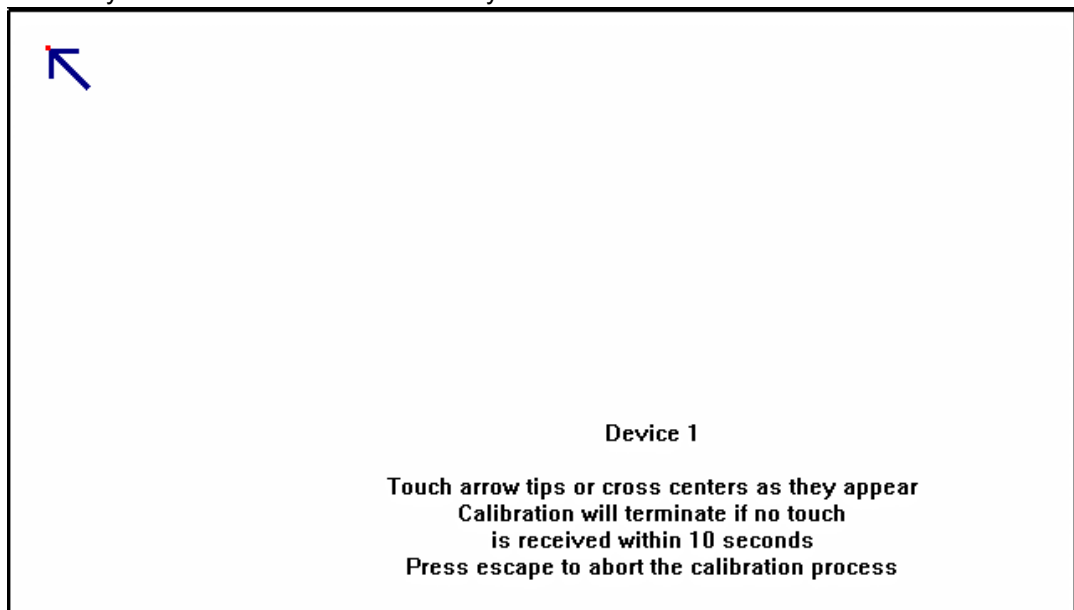 Device 1
Touch arrow tips or cross centers as they appear
Calibration will terminate if no touch
is received within 10 seconds
Press escape to abort the calibration process